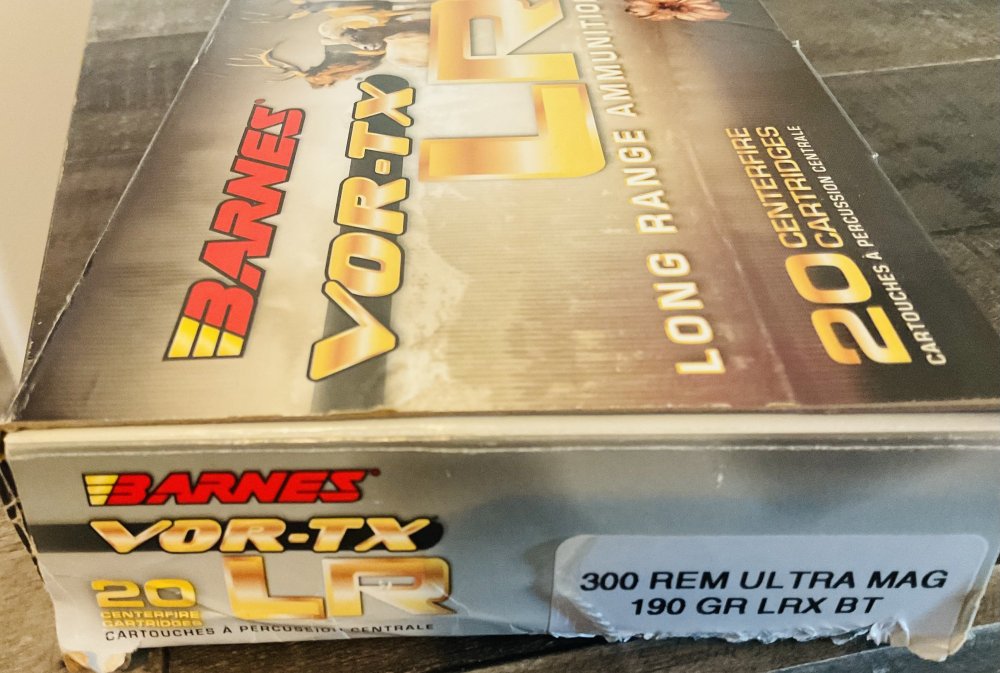 BARNES
VOR-TX
LR
LONG RANGE AMMUNITION
20 CENTERFIRE
CARTRIDGES
CARTOUCHES À PERCUSSION CENTRALE
BARNES
VOR-TX
LR
20
CENTERFIRE
CARTRIDGES
CARTOUCHES À PERCUSSION CENTRALE
300 REM ULTRA MAG
190 GR LRX BT